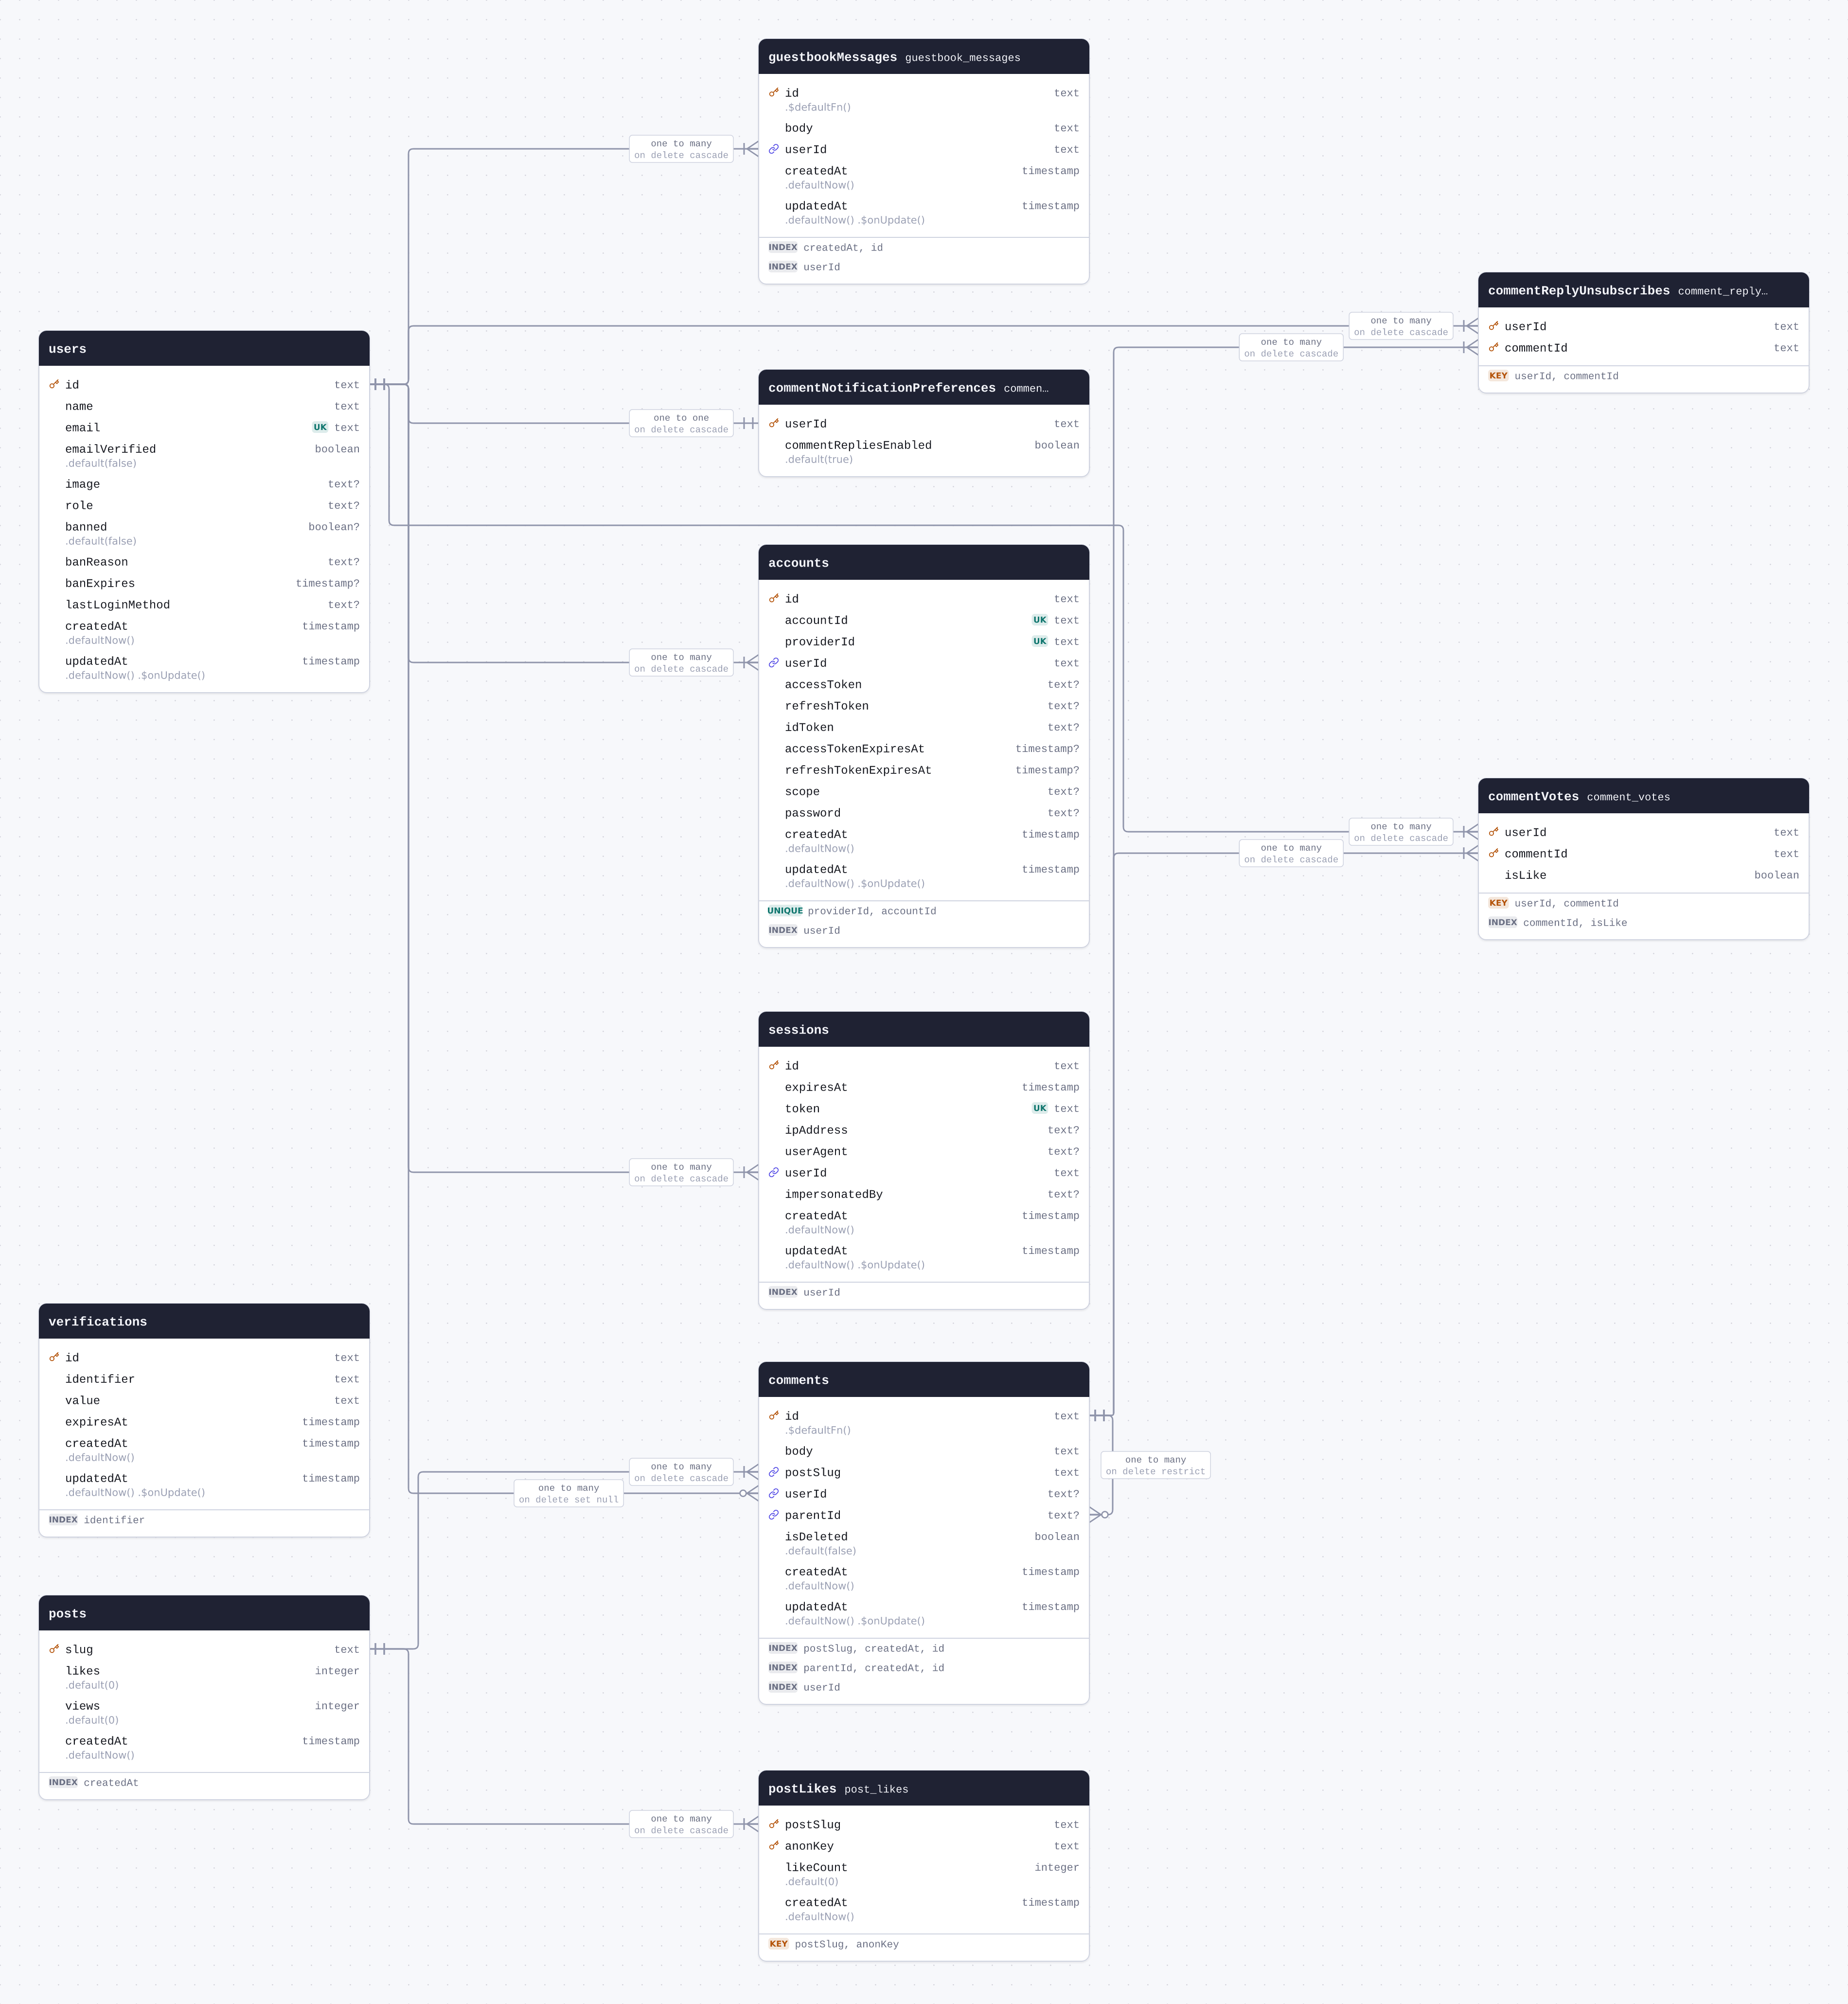 guestbookMessages guestbook_messages
id text
.$defaultFn()
body text
userId text
createdAt timestamp
.defaultNow()
updatedAt timestamp
.defaultNow() .$onUpdate()
INDEX createdAt, id
INDEX userId
one to many
on delete cascade
commentReplyUnsubscribes comment_reply…
userId text
commentId text
KEY userId, commentId
one to many
on delete cascade
one to many
on delete cascade
users
id text
name text
email UK text
emailVerified boolean
.default(false)
image text?
role text?
banned boolean?
.default(false)
banReason text?
banExpires timestamp?
lastLoginMethod text?
createdAt timestamp
.defaultNow()
updatedAt timestamp
.defaultNow() .$onUpdate()
commentNotificationPreferences commen…
userId text
commentRepliesEnabled boolean
.default(true)
one to one
on delete cascade
accounts
id text
accountId UK text
providerId UK text
userId text
accessToken text?
refreshToken text?
idToken text?
accessTokenExpiresAt timestamp?
refreshTokenExpiresAt timestamp?
scope text?
password text?
createdAt timestamp
.defaultNow()
updatedAt timestamp
.defaultNow() .$onUpdate()
UNIQUE providerId, accountId
INDEX userId
one to many
on delete cascade
commentVotes comment_votes
userId text
commentId text
isLike boolean
KEY userId, commentId
INDEX commentId, isLike
one to many
on delete cascade
one to many
on delete cascade
sessions
id text
expiresAt timestamp
token UK text
ipAddress text?
userAgent text?
userId text
impersonatedBy text?
createdAt timestamp
.defaultNow()
updatedAt timestamp
.defaultNow() .$onUpdate()
INDEX userId
one to many
on delete cascade
verifications
id text
identifier text
value text
expiresAt timestamp
createdAt timestamp
.defaultNow()
updatedAt timestamp
.defaultNow() .$onUpdate()
INDEX identifier
comments
id text
.$defaultFn()
body text
postSlug text
userId text?
parentId text?
isDeleted boolean
.default(false)
createdAt timestamp
.defaultNow()
updatedAt timestamp
.defaultNow() .$onUpdate()
INDEX postSlug, createdAt, id
INDEX parentId, createdAt, id
INDEX userId
one to many
on delete cascade
one to many
on delete set null
one to many
on delete restrict
posts
slug text
likes integer
.default(0)
views integer
.default(0)
createdAt timestamp
.defaultNow()
INDEX createdAt
postLikes post_likes
postSlug text
anonKey text
likeCount integer
.default(0)
createdAt timestamp
.defaultNow()
KEY postSlug, anonKey
one to many
on delete cascade